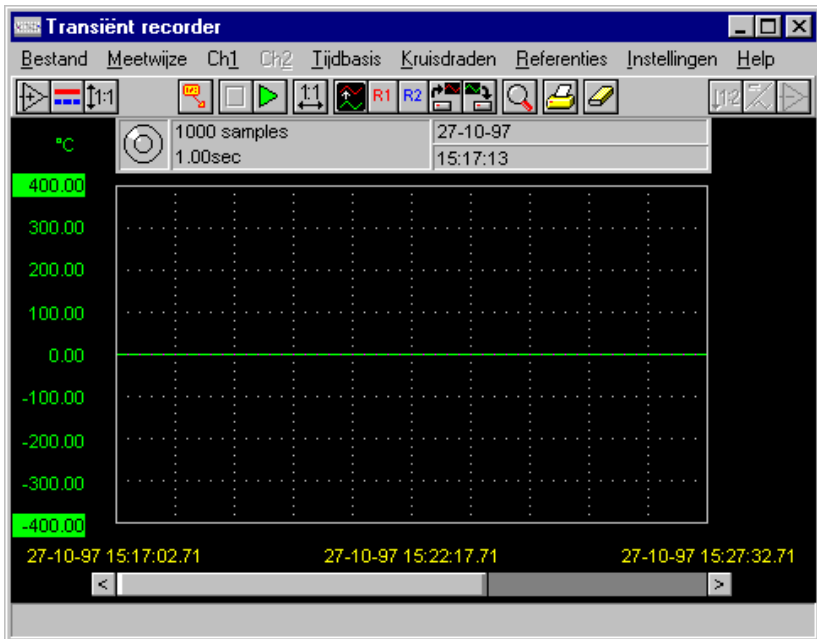 Transiënt recorder
Bestand Meetwijze Ch1 Ch2 Tijdbasis Kruisdraden Referenties Instellingen Help
1:1 1:1 R1 R2 1:2
°C
1000 samples 27-10-97
1.00sec 15:17:13
400.00
300.00
200.00
100.00
0.00
-100.00
-200.00
-300.00
-400.00
27-10-97 15:17:02.71 27-10-97 15:22:17.71 27-10-97 15:27:32.71
< >